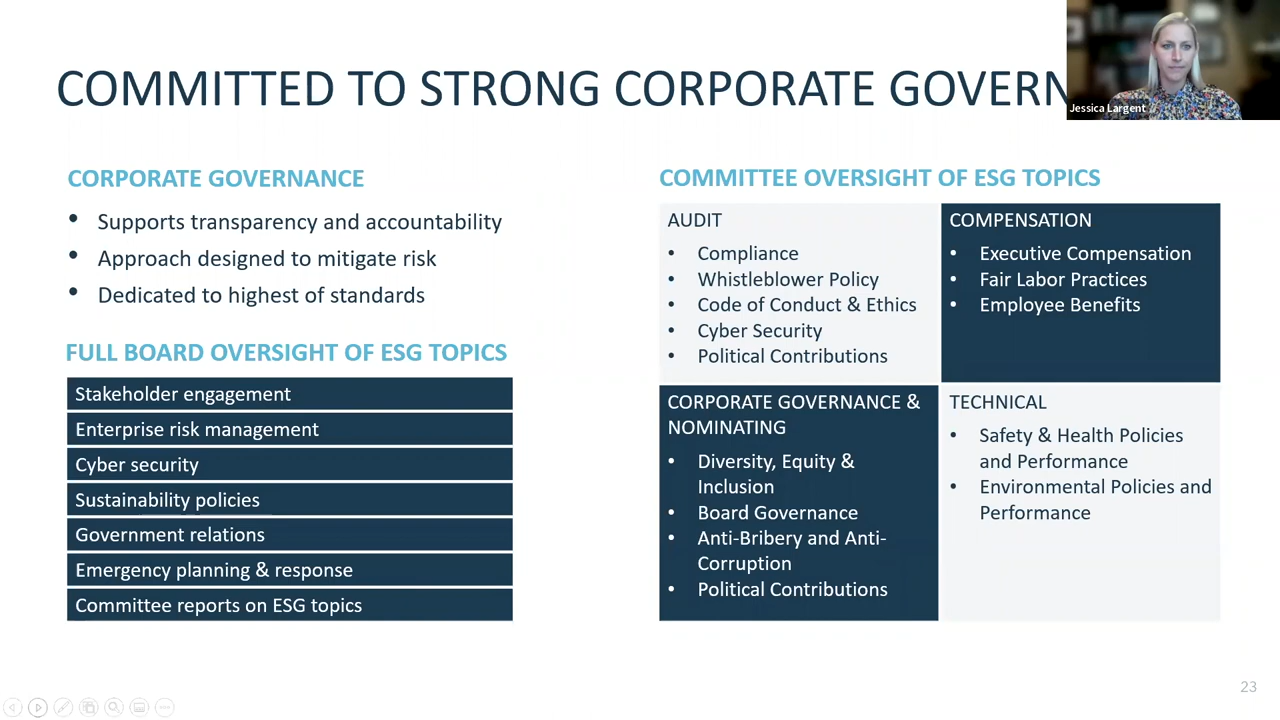 COMMITTED TO STRONG CORPORATE GOVERN
Jessica Largent
CORPORATE GOVERNANCE
• Supports transparency and accountability
• Approach designed to mitigate risk
• Dedicated to highest of standards
FULL BOARD OVERSIGHT OF ESG TOPICS
Stakeholder engagement
Enterprise risk management
Cyber security
Sustainability policies
Government relations
Emergency planning & response
Committee reports on ESG topics
COMMITTEE OVERSIGHT OF ESG TOPICS
AUDIT
• Compliance
• Whistleblower Policy
• Code of Conduct & Ethics
• Cyber Security
• Political Contributions
COMPENSATION
• Executive Compensation
• Fair Labor Practices
• Employee Benefits
CORPORATE GOVERNANCE &
NOMINATING
• Diversity, Equity &
Inclusion
• Board Governance
• Anti-Bribery and Anti-
Corruption
• Political Contributions
TECHNICAL
• Safety & Health Policies
and Performance
• Environmental Policies and
Performance
23